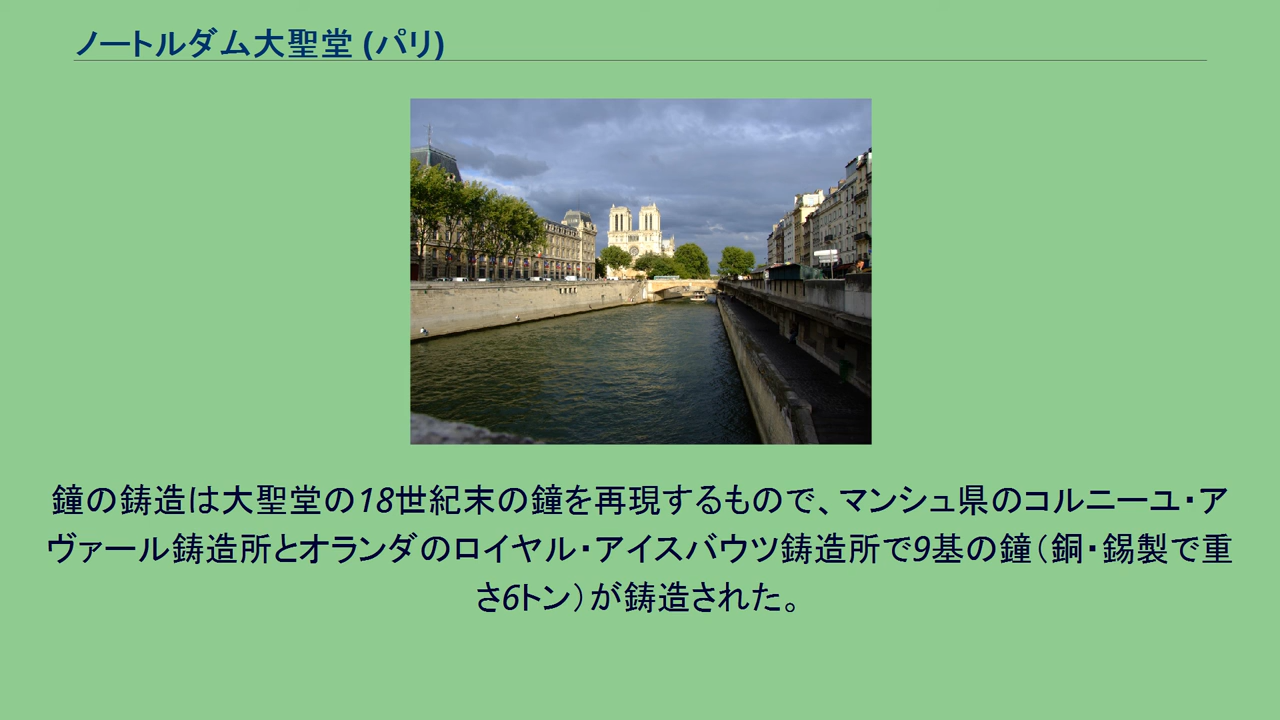 ノートルダム大聖堂 (パリ)
鐘の鋳造は大聖堂の18世紀末の鐘を再現するもので、マンシュ県のコルニーユ・ア
ヴァール鋳造所とオランダのロイヤル・アイスバウツ鋳造所で9基の鐘（銅・錫製で重
さ6トン）が鋳造された。